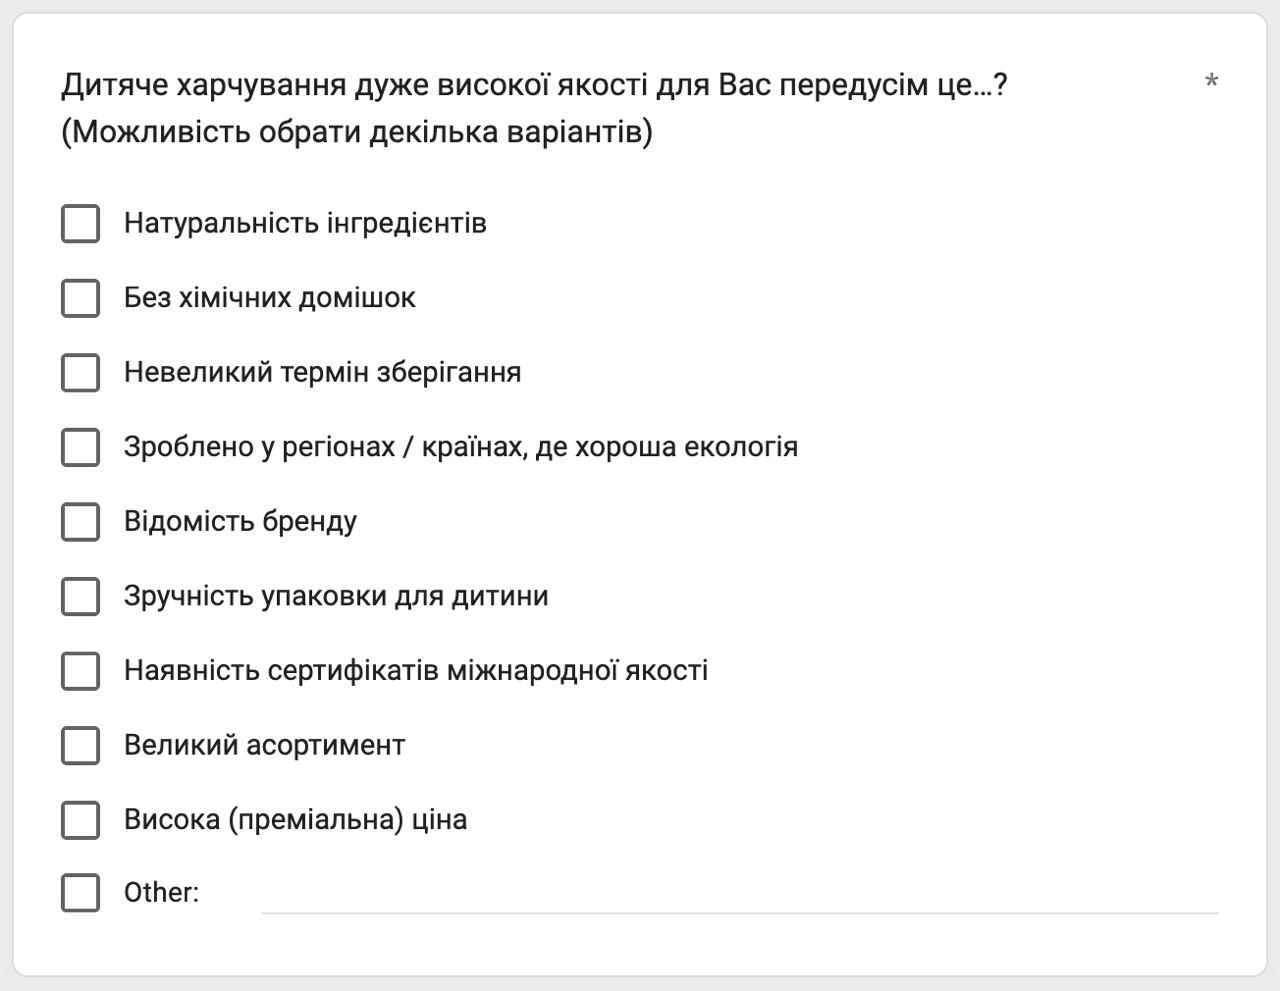 Дитяче харчування дуже високої якості для Вас передусім це...? *
(Можливість обрати декілька варіантів)
Натуральність інгредієнтів
Без хімічних домішок
Невеликий термін зберігання
Зроблено у регіонах / країнах, де хороша екологія
Відомість бренду
Зручність упаковки для дитини
Наявність сертифікатів міжнародної якості
Великий асортимент
Висока (преміальна) ціна
Other: